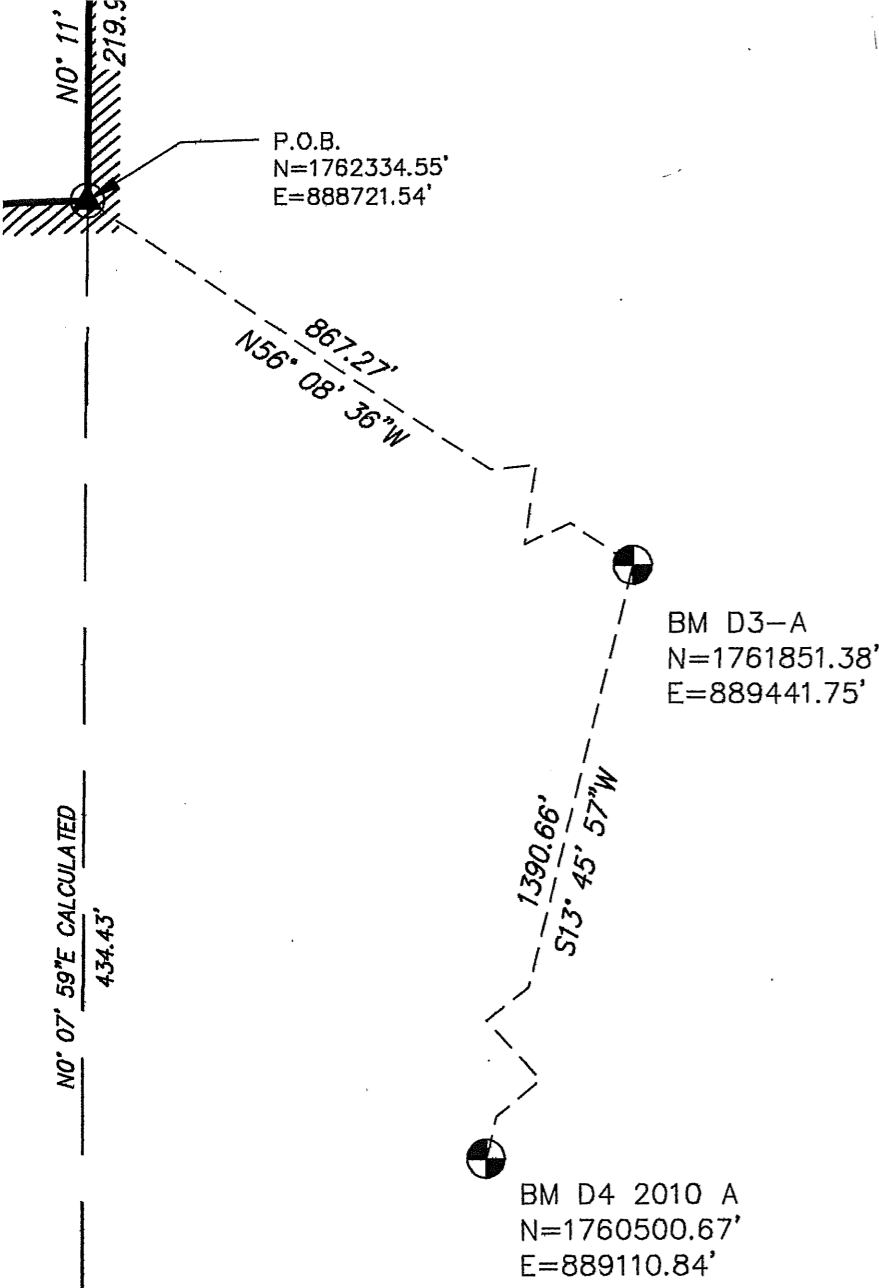 N0° 11'
219.9
P.O.B.
N=1762334.55'
E=888721.54'
867.27'
N56° 08' 36"W
BM D3-A
N=1761851.38'
E=889441.75'
1390.66'
S13° 45' 57"W
N0° 07' 59"E CALCULATED
434.43'
BM D4 2010 A
N=1760500.67'
E=889110.84'